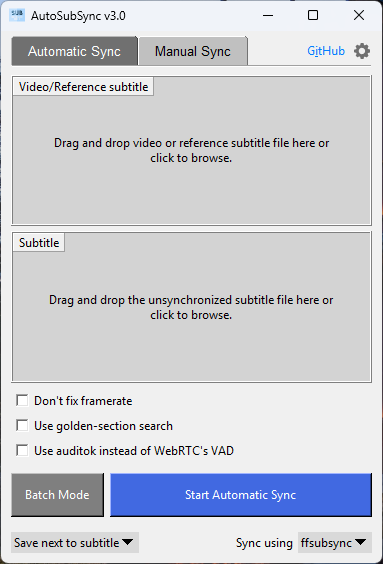 SUB
AutoSubSync v3.0
Automatic Sync
Manual Sync
GitHub
Video/Reference subtitle
Drag and drop video or reference subtitle file here or
click to browse.
Subtitle
Drag and drop the unsynchronized subtitle file here or
click to browse.
Don't fix framerate
Use golden-section search
Use auditok instead of WebRTC's VAD
Batch Mode
Start Automatic Sync
Save next to subtitle
Sync using
ffsubsync